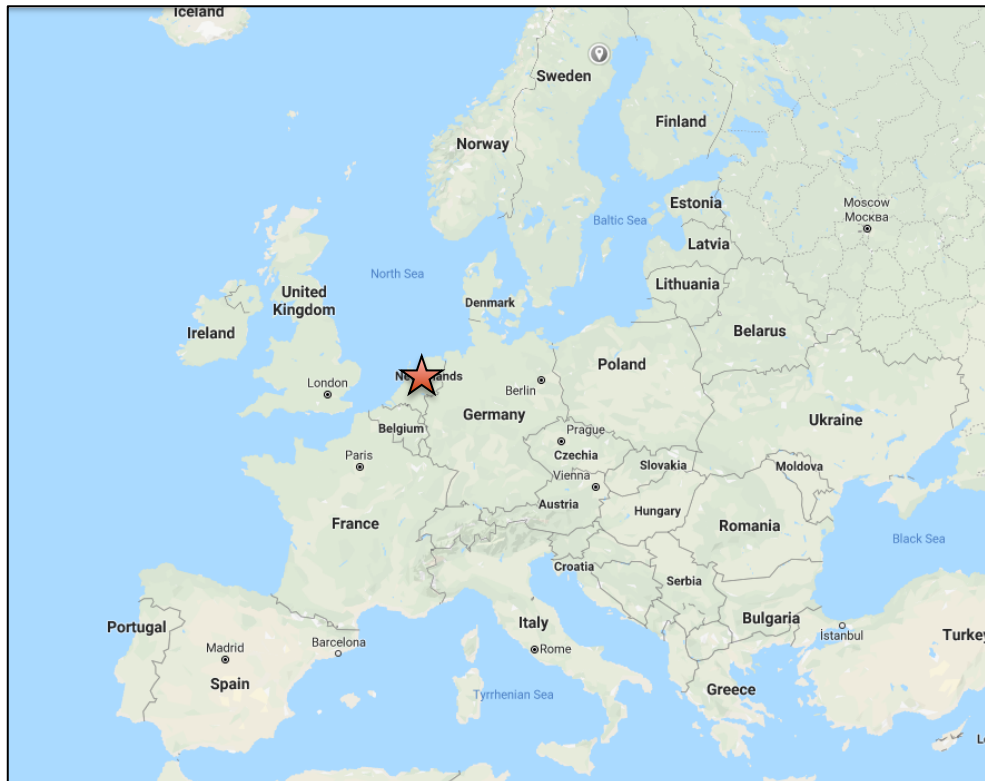 Iceland
Sweden
Finland
Norway
Estonia
Moscow
Москва
Baltic Sea
Latvia
North Sea
Lithuania
United
Kingdom
Denmark
Ireland
Belarus
Poland
London
Berlin
Germany
Belgium
Ukraine
Prague
Czechia
Paris
Slovakia
Moldova
Vienna
Austria
Hungary
France
Romania
Black Sea
Croatia
Serbia
Portugal
Italy
Bulgaria
İstanbul
Turkey
Barcelona
Madrid
Rome
Spain
Tyrrhenian Sea
Greece